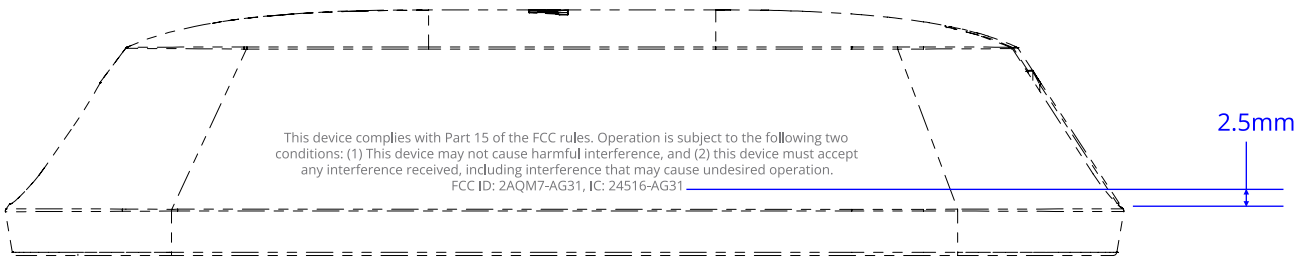 This device complies with Part 15 of the FCC rules. Operation is subject to the following two
conditions: (1) This device may not cause harmful interference, and (2) this device must accept
any interference received, including interference that may cause undesired operation.
FCC ID: 2AQM7-AG31, IC: 24516-AG31
2.5mm